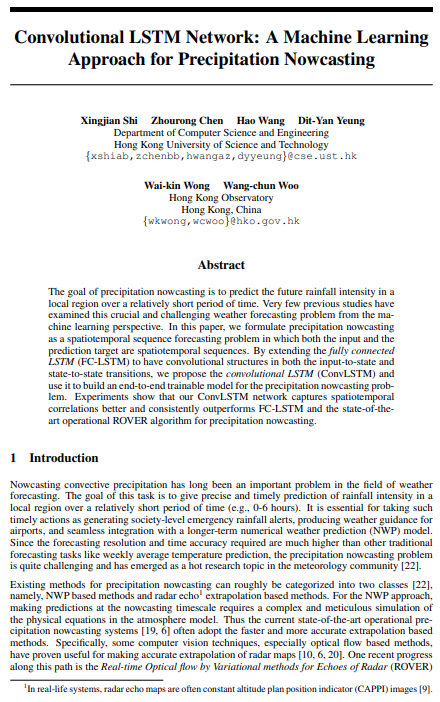 Convolutional LSTM Network: A Machine Learning
Approach for Precipitation Nowcasting
Xingjian Shi Zhourong Chen Hao Wang Dit-Yan Yeung
Department of Computer Science and Engineering
Hong Kong University of Science and Technology
{xshiab,zchenbb,hwangaz,dyyeung}@cse.ust.hk
Wai-kin Wong Wang-chun Woo
Hong Kong Observatory
Hong Kong, China
{wkwong,wcwoo}@hko.gov.hk
Abstract
The goal of precipitation nowcasting is to predict the future rainfall intensity in a
local region over a relatively short period of time. Very few previous studies have
examined this crucial and challenging weather forecasting problem from the ma-
chine learning perspective. In this paper, we formulate precipitation nowcasting
as a spatiotemporal sequence forecasting problem in which both the input and the
prediction target are spatiotemporal sequences. By extending the fully connected
LSTM (FC-LSTM) to have convolutional structures in both the input-to-state and
state-to-state transitions, we propose the convolutional LSTM (ConvLSTM) and
use it to build an end-to-end trainable model for the precipitation nowcasting prob-
lem. Experiments show that our ConvLSTM network captures spatiotemporal
correlations better and consistently outperforms FC-LSTM and the state-of-the-
art operational ROVER algorithm for precipitation nowcasting.
1 Introduction
Nowcasting convective precipitation has long been an important problem in the field of weather
forecasting. The goal of this task is to give precise and timely prediction of rainfall intensity in a
local region over a relatively short period of time (e.g., 0-6 hours). It is essential for taking such
timely actions as generating society-level emergency rainfall alerts, producing weather guidance for
airports, and seamless integration with a longer-term numerical weather prediction (NWP) model.
Since the forecasting resolution and time accuracy required are much higher than other traditional
forecasting tasks like weekly average temperature prediction, the precipitation nowcasting problem
is quite challenging and has emerged as a hot research topic in the meteorology community [22].
Existing methods for precipitation nowcasting can roughly be categorized into two classes [22],
namely, NWP based methods and radar echo¹ extrapolation based methods. For the NWP approach,
making predictions at the nowcasting timescale requires a complex and meticulous simulation of
the physical equations in the atmosphere model. Thus the current state-of-the-art operational pre-
cipitation nowcasting systems [19, 6] often adopt the faster and more accurate extrapolation based
methods. Specifically, some computer vision techniques, especially optical flow based methods,
have proven useful for making accurate extrapolation of radar maps [10, 6, 20]. One recent progress
along this path is the Real-time Optical flow by Variational methods for Echoes of Radar (ROVER)
¹In real-life systems, radar echo maps are often constant altitude plan position indicator (CAPPI) images [9].